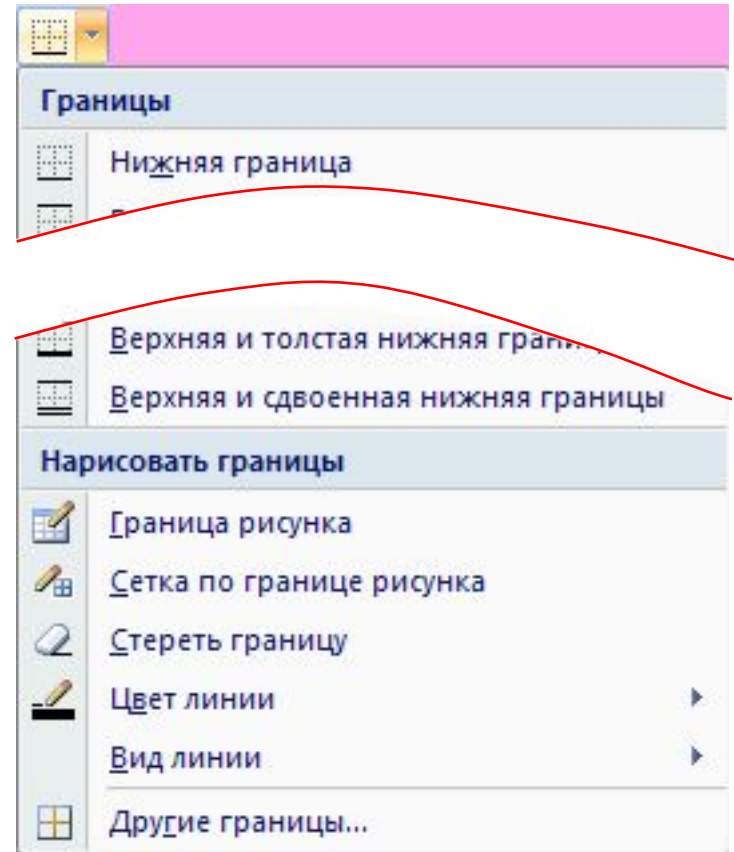 Границы
Нижняя граница
Верхняя и толстая нижняя
Верхняя и сдвоенная нижняя границы
Нарисовать границы
Граница рисунка
Сетка по границе рисунка
Стереть границу
Цвет линии
Вид линии
Другие границы...